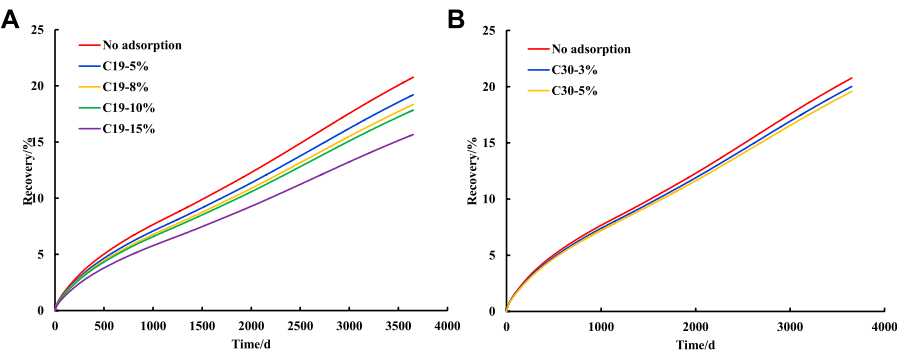 A
25
20
15
10
5
0
Recovery/%
No adsorption
C19-5%
C19-8%
C19-10%
C19-15%
0 500 1000 1500 2000 2500 3000 3500 4000
Time/d
B
25
20
15
10
5
0
Recovery/%
No adsorption
C30-3%
C30-5%
0 1000 2000 3000 4000
Time/d